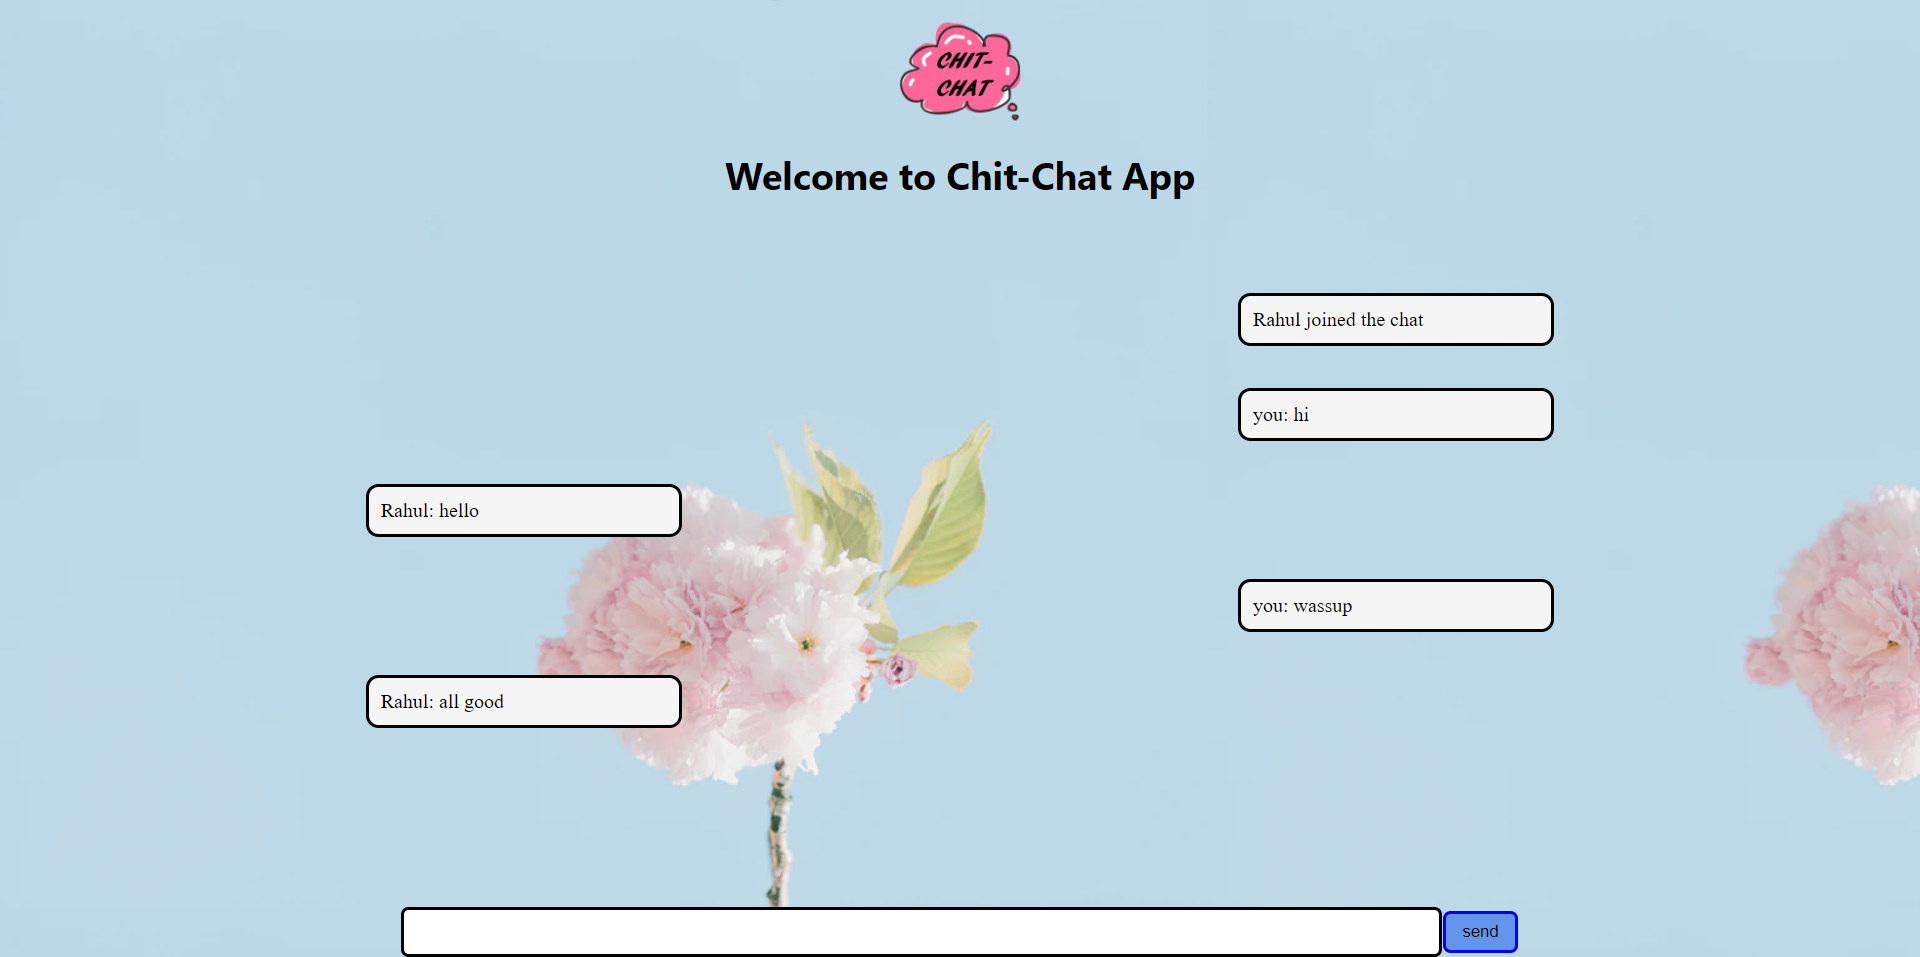 CHIT-
CHAT
Welcome to Chit-Chat App
Rahul joined the chat
you: hi
Rahul: hello
you: wassup
Rahul: all good
send